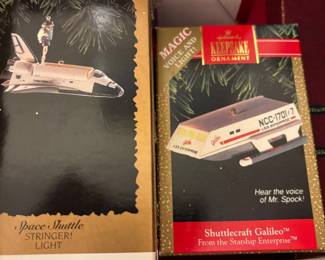 Space Shuttle
STRINGER!
LIGHT
MAGIC
VOICE AND
LIGHT!
KEEPSAKE
ORNAMENT
NCC-1701/7
U.S.S. ENTERPRISE
Hear the voice
of Mr. Spock!
Shuttlecraft Galileo™
From the Starship Enterprise™